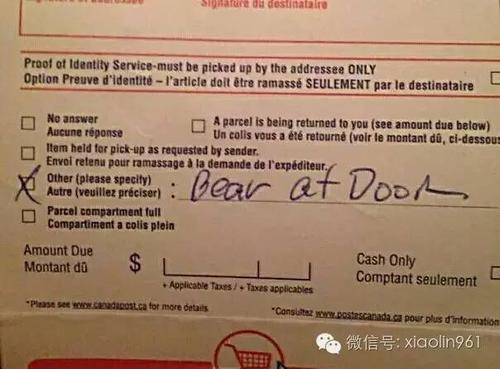 Signature du destinataire
Proof of Identity Service-must be picked up by the addressee ONLY
Option Preuve d'identité – l'article doit être ramassé SEULEMENT par le destinataire
No answer
Aucune réponse
A parcel is being returned to you (see amount due below)
Un colis vous a été retourné (voir le montant dû, ci-dessous
Item held for pick-up as requested by sender.
Envoi retenu pour ramassage à la demande de l'expéditeur.
Other (please specify)
Autre (veuillez préciser) : Bear at Door
Parcel compartment full
Compartiment a colis plein
Amount Due
Montant dû $
Cash Only
Comptant seulement
+ Applicable Taxes / + Taxes applicables
*Please see www.canadapost.ca for more details
*Consultez www.postescanada.ca pour plus d'information
微信号: xiaolin961